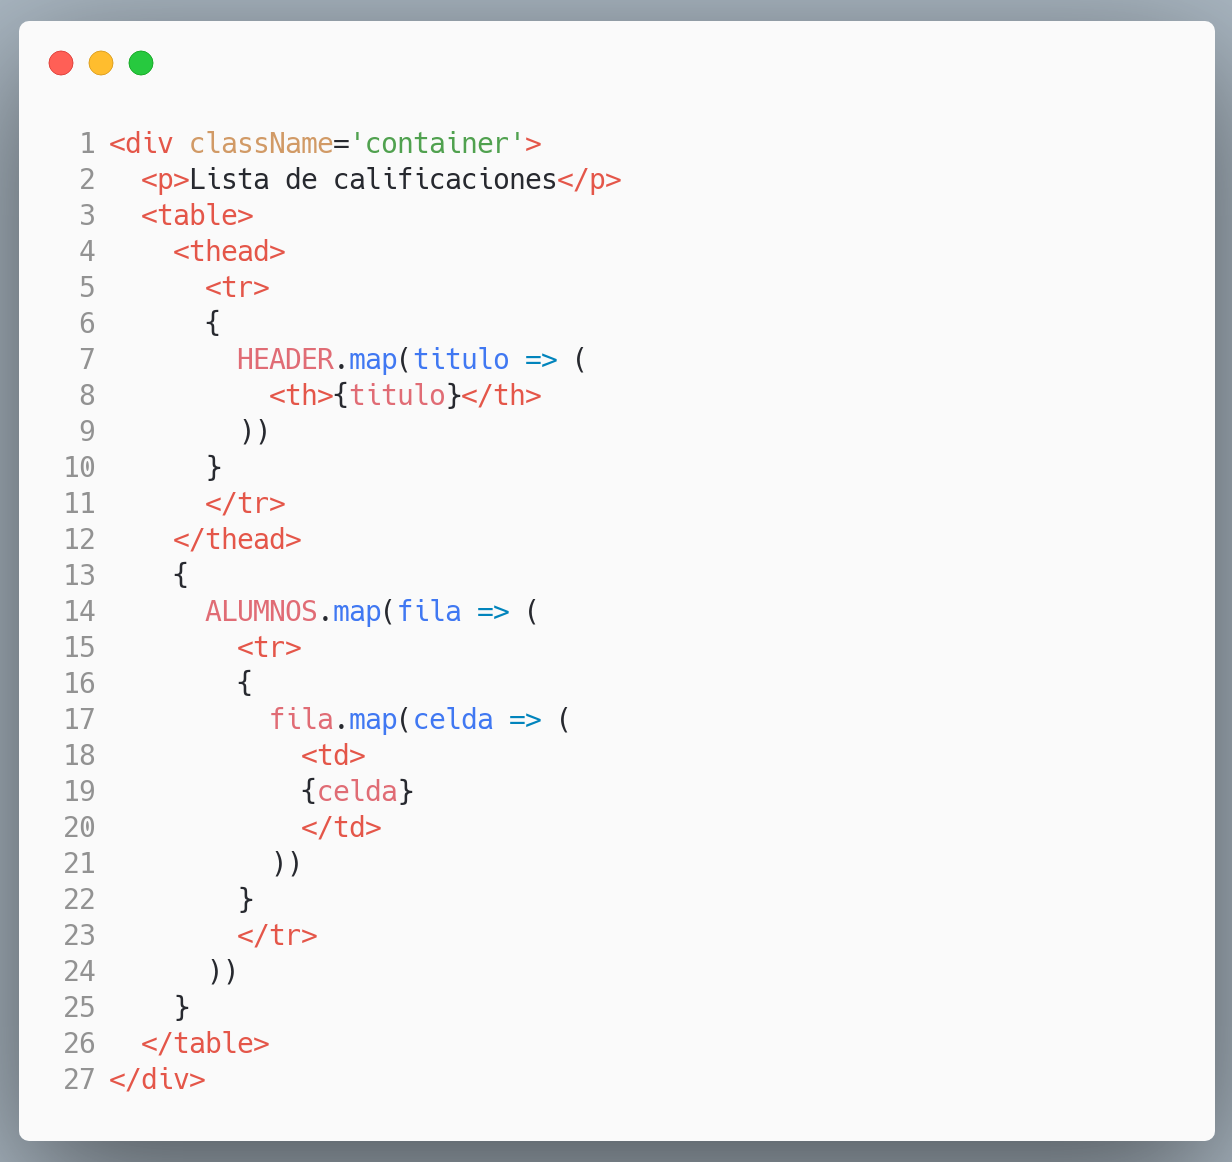 1 <div className='container'>
2   <p>Lista de calificaciones</p>
3   <table>
4     <thead>
5       <tr>
6       {
7         HEADER.map(titulo => (
8           <th>{titulo}</th>
9         ))
10       }
11       </tr>
12     </thead>
13     {
14       ALUMNOS.map(fila => (
15         <tr>
16         {
17           fila.map(celda => (
18             <td>
19             {celda}
20             </td>
21           ))
22         }
23         </tr>
24       ))
25     }
26   </table>
27 </div>